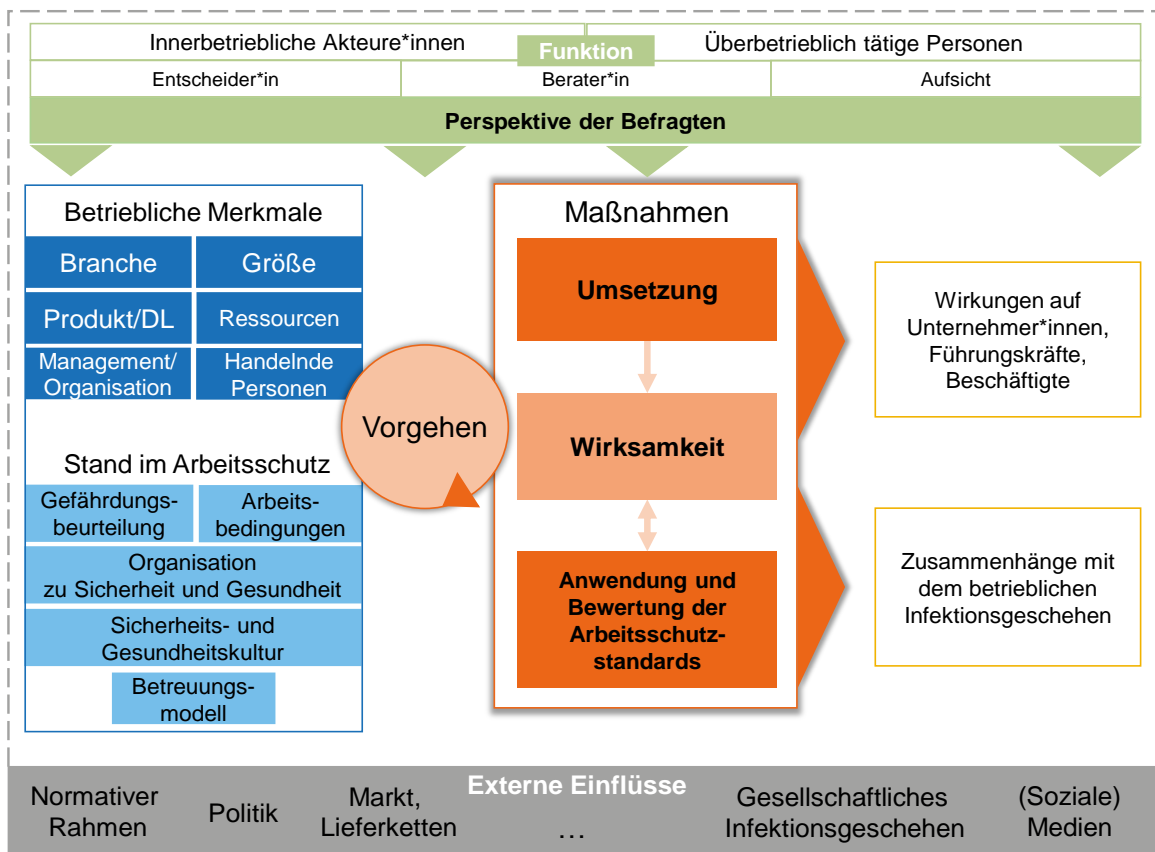 Innerbetriebliche Akteure*innen
Überbetrieblich tätige Personen
Funktion
Entscheider*in
Berater*in
Aufsicht
Perspektive der Befragten
Betriebliche Merkmale
Branche
Größe
Produkt/DL
Ressourcen
Management/
Organisation
Handelnde
Personen
Stand im Arbeitsschutz
Gefährdungs-
beurteilung
Arbeits-
bedingungen
Organisation
zu Sicherheit und Gesundheit
Sicherheits- und
Gesundheitskultur
Betreuungs-
modell
Vorgehen
Maßnahmen
Umsetzung
Wirksamkeit
Anwendung und
Bewertung der
Arbeitsschutz-
standards
Wirkungen auf
Unternehmer*innen,
Führungskräfte,
Beschäftigte
Zusammenhänge mit
dem betrieblichen
Infektionsgeschehen
Externe Einflüsse
Normativer
Rahmen
Politik
Markt,
Lieferketten
…
Gesellschaftliches
Infektionsgeschehen
(Soziale)
Medien